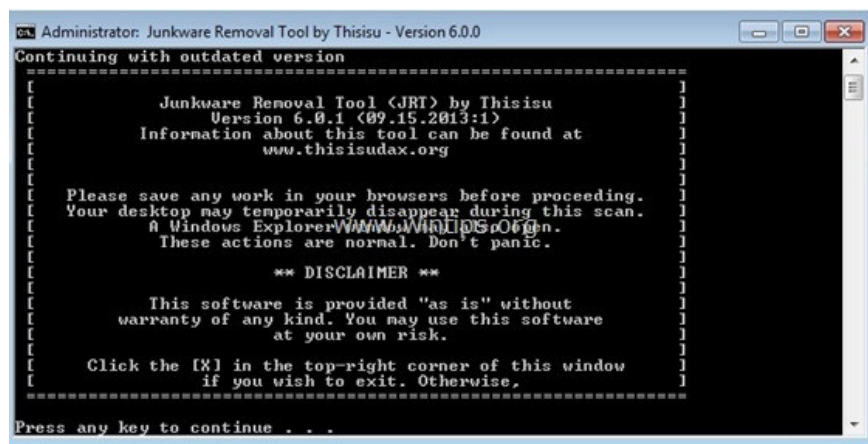 Administrator: Junkware Removal Tool by Thisisu - Version 6.0.0
Continuing with outdated version
Junkware Removal Tool (JRT) by Thisisu
Version 6.0.1 (09.15.2013:1)
Information about this tool can be found at
www.thisisudax.org
Please save any work in your browsers before proceeding.
Your desktop may temporarily disappear during this scan.
A Windows Explorer open.
www.wintips.org
These actions are normal. Don't panic.
** DISCLAIMER **
This software is provided "as is" without
warranty of any kind. You may use this software
at your own risk.
Click the [X] in the top-right corner of this window
if you wish to exit. Otherwise,
Press any key to continue . . .